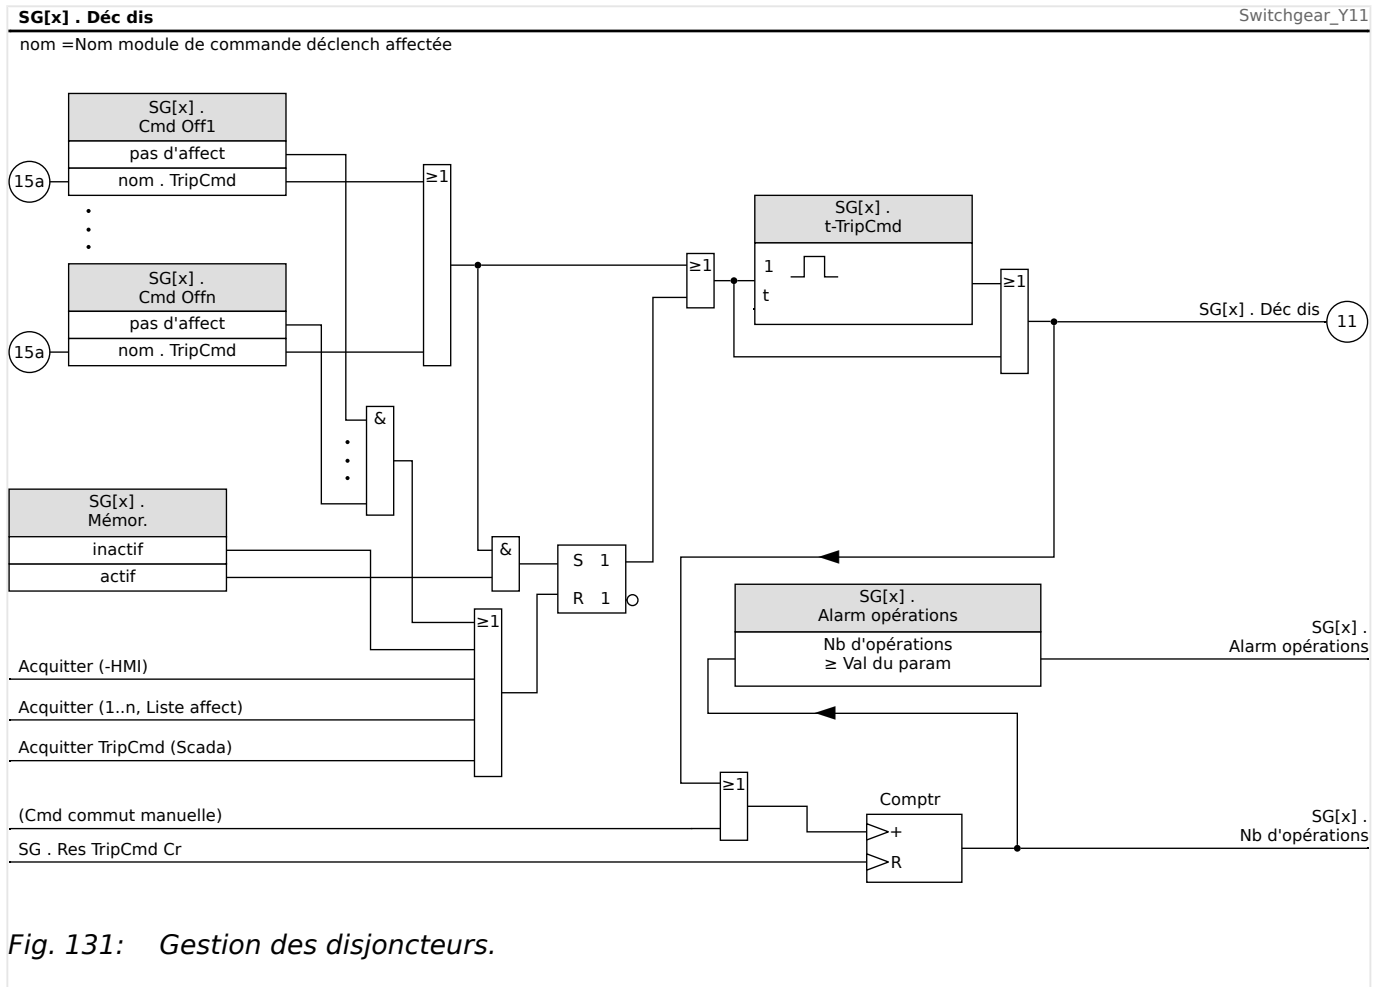 SG[x] . Déc dis
Switchgear_Y11
nom =Nom module de commande déclench affectée
SG[x] .
Cmd Off1
pas d'affect
15a
nom . TripCmd
≥1
SG[x] .
t-TripCmd
1
t
≥1
≥1
SG[x] . Déc dis
11
SG[x] .
Cmd Offn
pas d'affect
15a
nom . TripCmd
&
SG[x] .
Mémor.
inactif
actif
&
S 1
R 1
≥1
SG[x] .
Alarm opérations
Nb d'opérations
≥ Val du param
SG[x] .
Alarm opérations
Acquitter (-HMI)
Acquitter (1..n, Liste affect)
Acquitter TripCmd (Scada)
≥1
Comptr
+
R
(Cmd commut manuelle)
SG . Res TripCmd Cr
SG[x] .
Nb d'opérations
Fig. 131: Gestion des disjoncteurs.